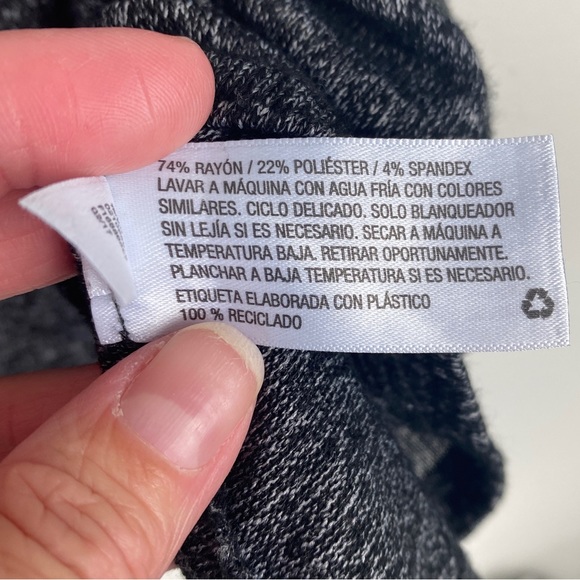 74% RAYÓN / 22% POLIÉSTER / 4% SPANDEX
LAVAR A MÁQUINA CON AGUA FRÍA CON COLORES
SIMILARES. CICLO DELICADO. SOLO BLANQUEADOR
SIN LEJÍA SI ES NECESARIO. SECAR A MÁQUINA A
TEMPERATURA BAJA. RETIRAR OPORTUNAMENTE.
PLANCHAR A BAJA TEMPERATURA SI ES NECESARIO.
ETIQUETA ELABORADA CON PLÁSTICO
100 % RECICLADO